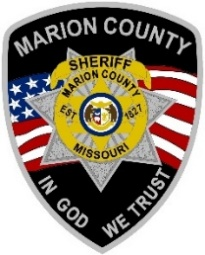 MARION COUNTY
SHERIFF
MARION COUNTY
EST 1827
MISSOURI
IN GOD WE TRUST